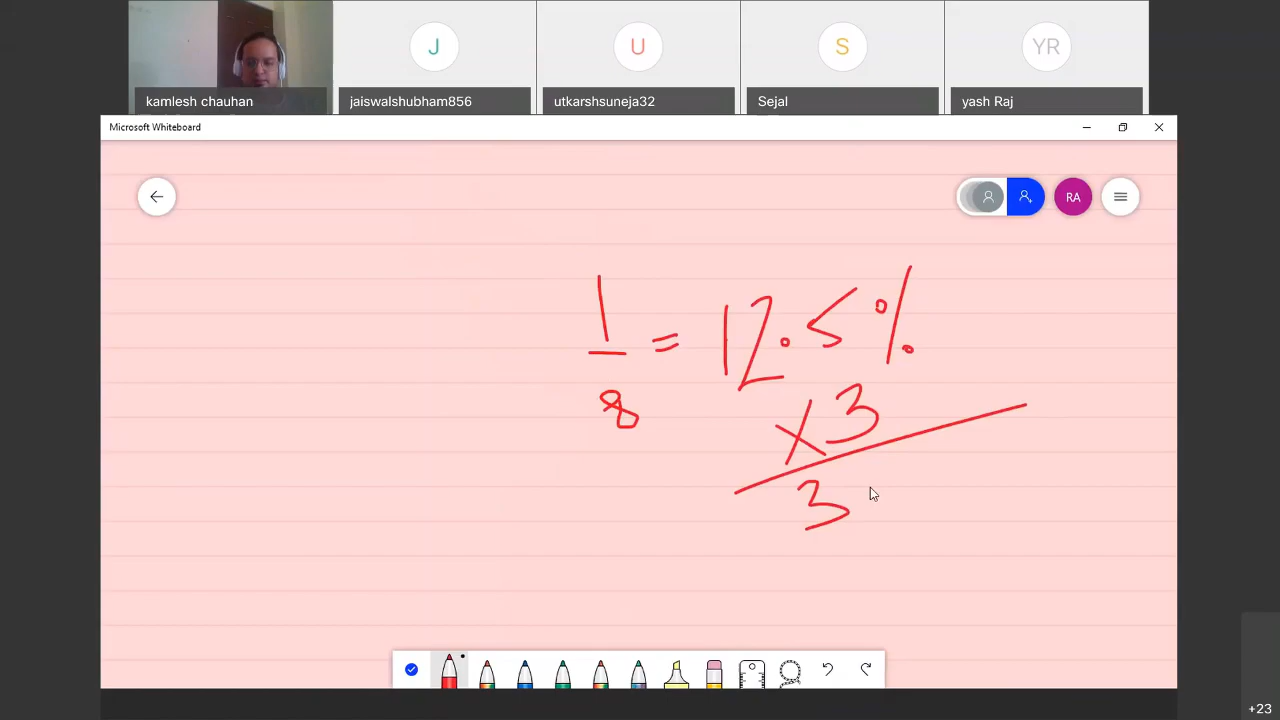 J
U
S
YR
kamlesh chauhan
jaiswalshubham856
utkarshsuneja32
Sejal
yash Raj
Microsoft Whiteboard
RA
1/8 = 12.5%
×3
3
+23